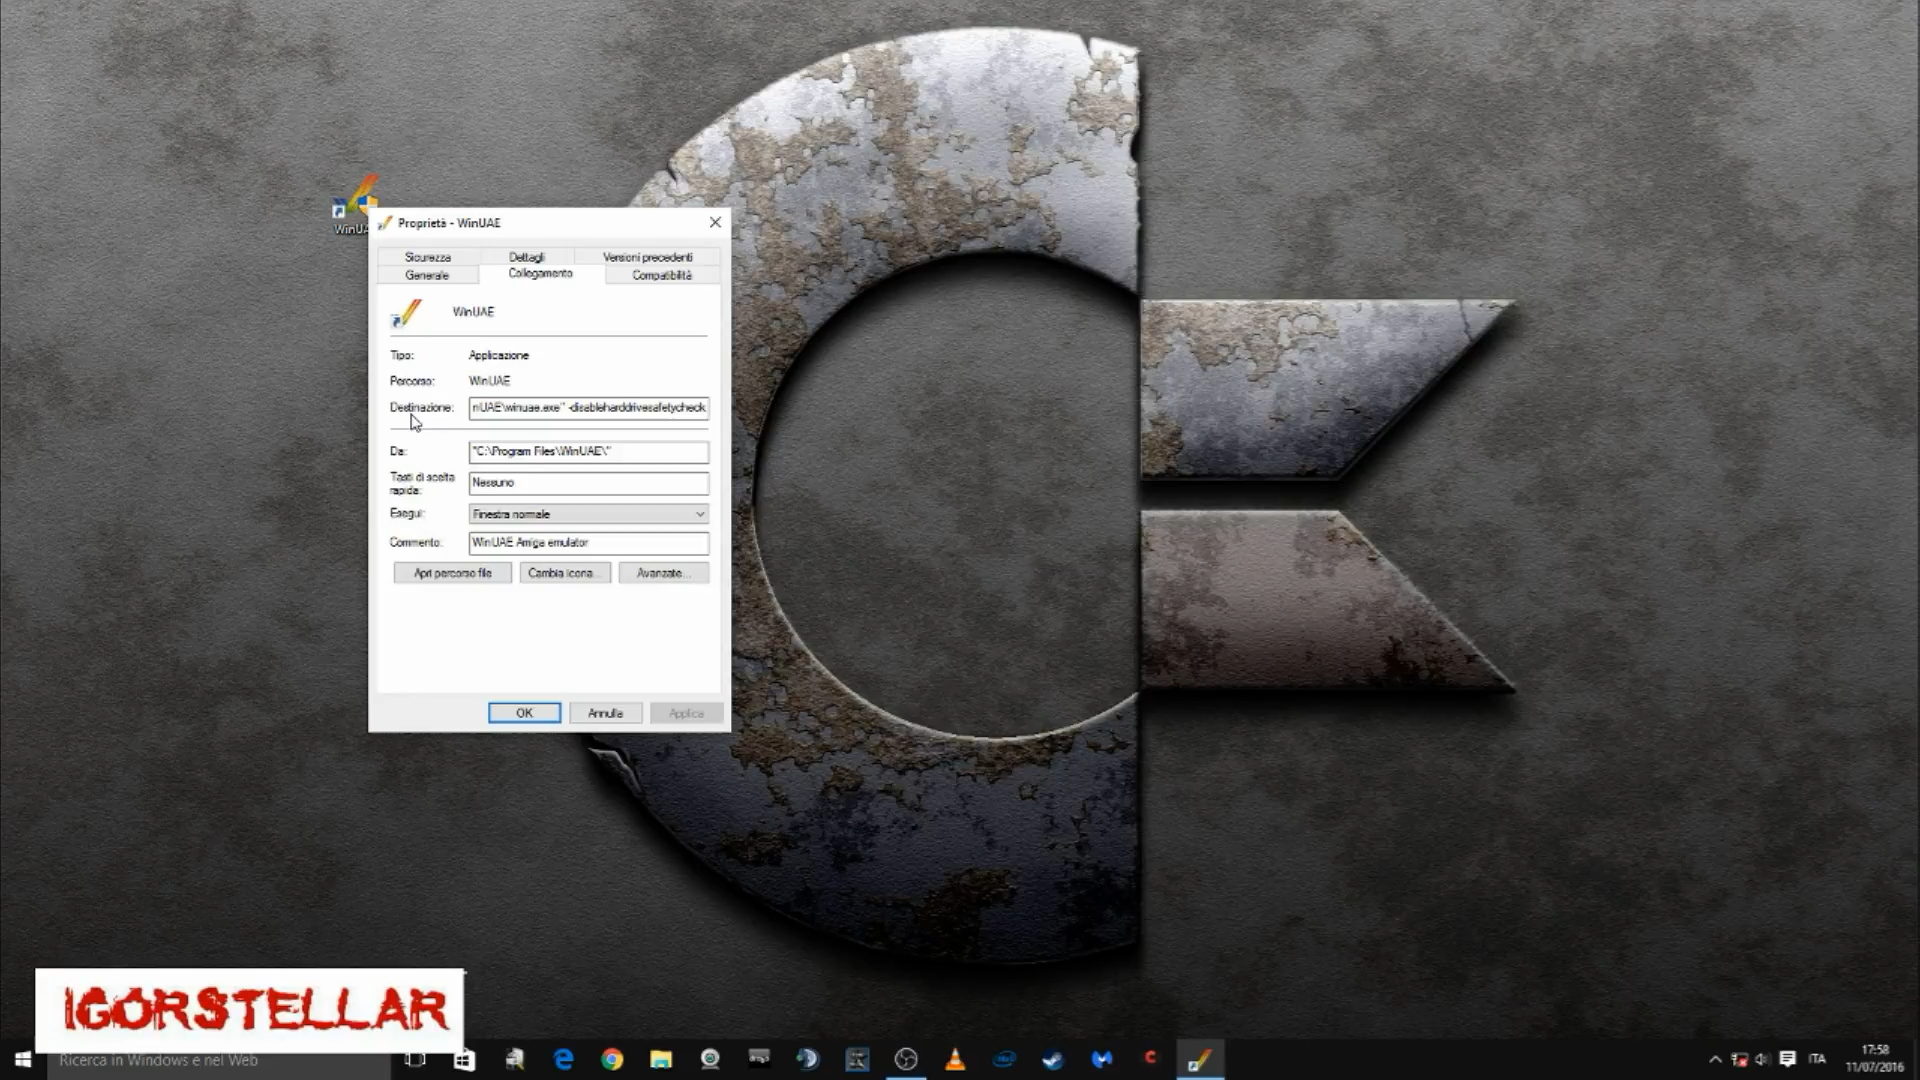 WinUA
Proprietà - WinUAE
Sicurezza Dettagli Versioni precedenti
Generale Collegamento Compatibilità
WinUAE
Tipo: Applicazione
Percorso: WinUAE
Destinazione: nUAE\winuae.exe" -disableharddrivesafetycheck
Da: "C:\Program Files\WinUAE\"
Tasti di scelta
rapida: Nessuno
Esegui: Finestra normale
Commento: WinUAE Amiga emulator
Apri percorso file Cambia icona... Avanzate...
OK Annulla Applica
IGORSTELLAR
Ricerca in Windows e nel Web
ITA
17:58
11/07/2016